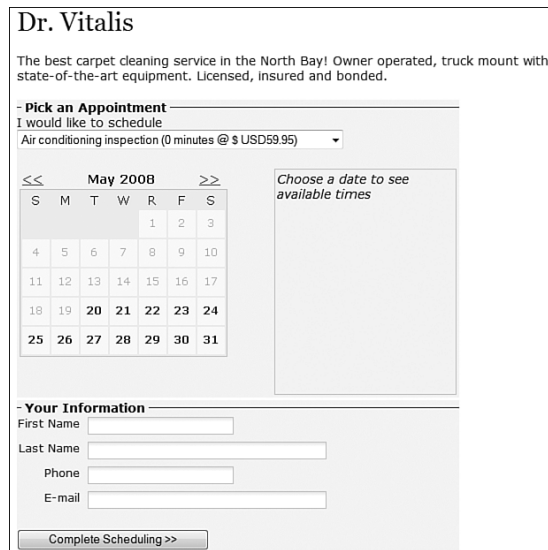 Dr. Vitalis
The best carpet cleaning service in the North Bay! Owner operated, truck mount with
state-of-the-art equipment. Licensed, insured and bonded.
Pick an Appointment
I would like to schedule
Air conditioning inspection (0 minutes @ $ USD59.95)
<< May 2008 >>
S M T W R F S
1 2 3
4 5 6 7 8 9 10
11 12 13 14 15 16 17
18 19 20 21 22 23 24
25 26 27 28 29 30 31
Choose a date to see
available times
Your Information
First Name
Last Name
Phone
E-mail
Complete Scheduling >>